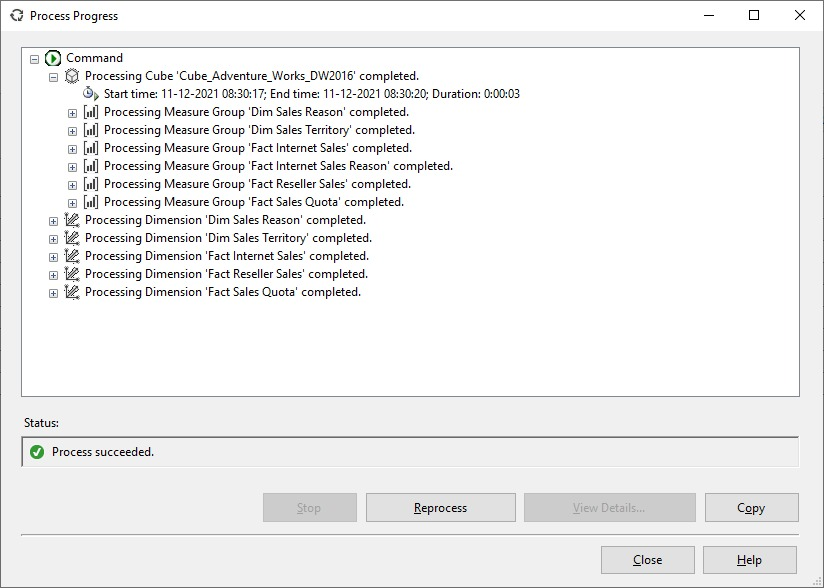 Process Progress
Command
Processing Cube 'Cube_Adventure_Works_DW2016' completed.
Start time: 11-12-2021 08:30:17; End time: 11-12-2021 08:30:20; Duration: 0:00:03
Processing Measure Group 'Dim Sales Reason' completed.
Processing Measure Group 'Dim Sales Territory' completed.
Processing Measure Group 'Fact Internet Sales' completed.
Processing Measure Group 'Fact Internet Sales Reason' completed.
Processing Measure Group 'Fact Reseller Sales' completed.
Processing Measure Group 'Fact Sales Quota' completed.
Processing Dimension 'Dim Sales Reason' completed.
Processing Dimension 'Dim Sales Territory' completed.
Processing Dimension 'Fact Internet Sales' completed.
Processing Dimension 'Fact Reseller Sales' completed.
Processing Dimension 'Fact Sales Quota' completed.
Status:
Process succeeded.
Stop Reprocess View Details... Copy
Close Help